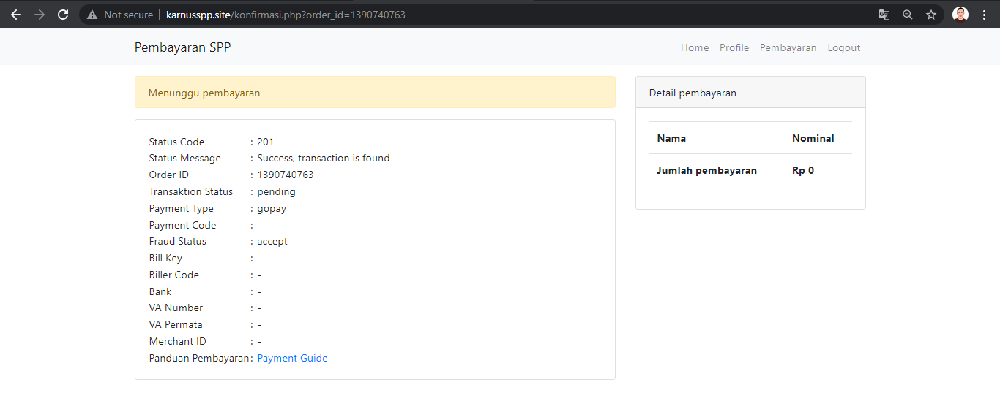 Not secure | karnusspp.site/konfirmasi.php?order_id=1390740763
Pembayaran SPP
Home Profile Pembayaran Logout
Menunggu pembayaran
Status Code : 201
Status Message : Success, transaction is found
Order ID : 1390740763
Transaktion Status : pending
Payment Type : gopay
Payment Code : -
Fraud Status : accept
Bill Key : -
Biller Code : -
Bank : -
VA Number : -
VA Permata : -
Merchant ID : -
Panduan Pembayaran : Payment Guide
Detail pembayaran
Nama Nominal
Jumlah pembayaran Rp 0